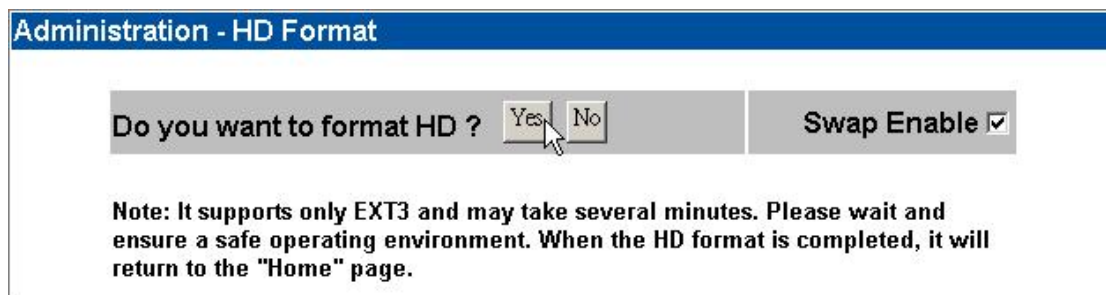 Administration - HD Format
Do you want to format HD ? Yes No Swap Enable
Note: It supports only EXT3 and may take several minutes. Please wait and
ensure a safe operating environment. When the HD format is completed, it will
return to the "Home" page.